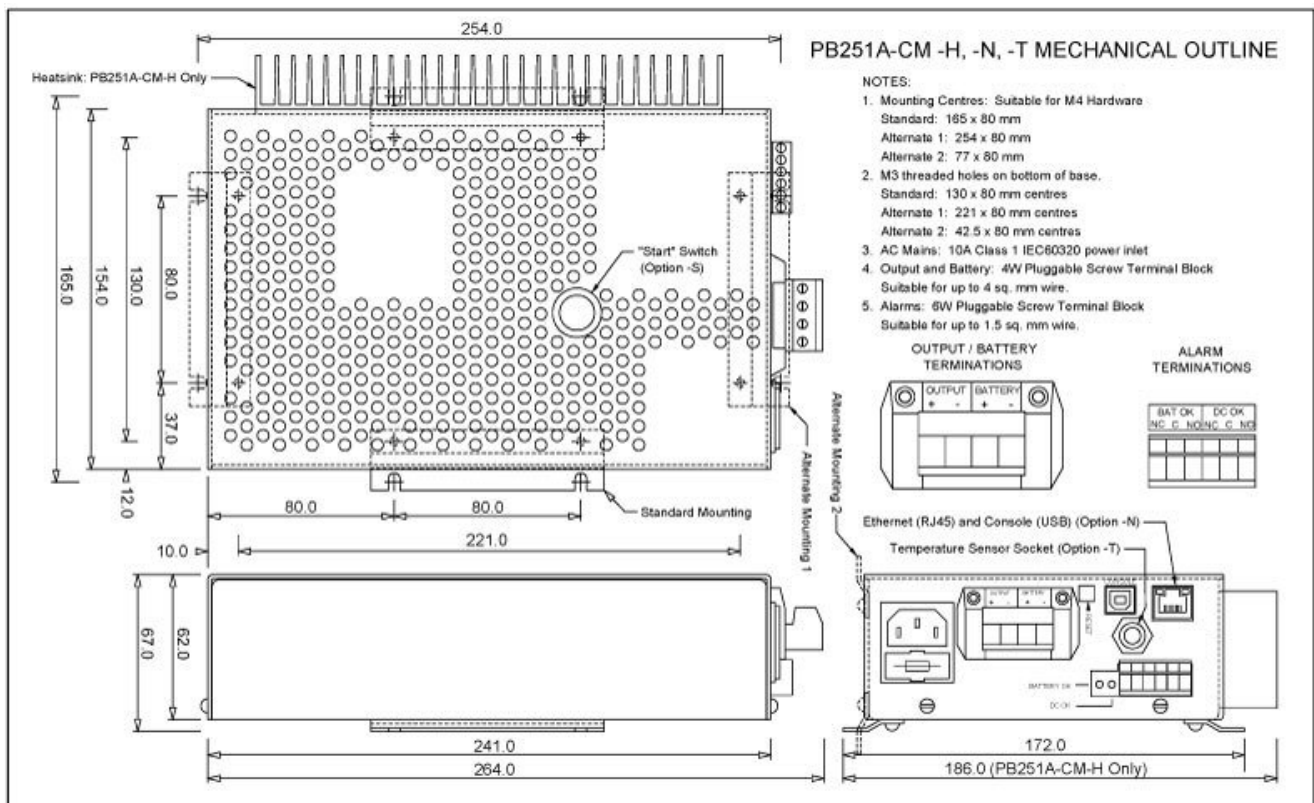 254.0
PB251A-CM -H, -N, -T MECHANICAL OUTLINE
Heatsink: PB251A-CM-H Only
NOTES:
1. Mounting Centres: Suitable for M4 Hardware
Standard: 165 x 80 mm
Alternate 1: 254 x 80 mm
Alternate 2: 77 x 80 mm
2. M3 threaded holes on bottom of base.
Standard: 130 x 80 mm centres
Alternate 1: 221 x 80 mm centres
Alternate 2: 42.5 x 80 mm centres
3. AC Mains: 10A Class 1 IEC60320 power inlet
4. Output and Battery: 4W Pluggable Screw Terminal Block
Suitable for up to 4 sq. mm wire.
5. Alarms: 6W Pluggable Screw Terminal Block
Suitable for up to 1.5 sq. mm wire.
"Start" Switch
(Option -S)
165.0
154.0
130.0
80.0
37.0
12.0
OUTPUT / BATTERY
TERMINATIONS
OUTPUT BATTERY
+ - + -
ALARM
TERMINATIONS
BAT OK DC OK
NC C NO NC C NO
Alternate Mounting 2
Alternate Mounting 1
80.0
80.0
Standard Mounting
221.0
10.0
Ethernet (RJ45) and Console (USB) (Option -N)
Temperature Sensor Socket (Option -T)
67.0
62.0
OUTPUT BATTERY
+ - + -
RESET
BATTERY OK
DC OK
241.0
264.0
172.0
186.0 (PB251A-CM-H Only)